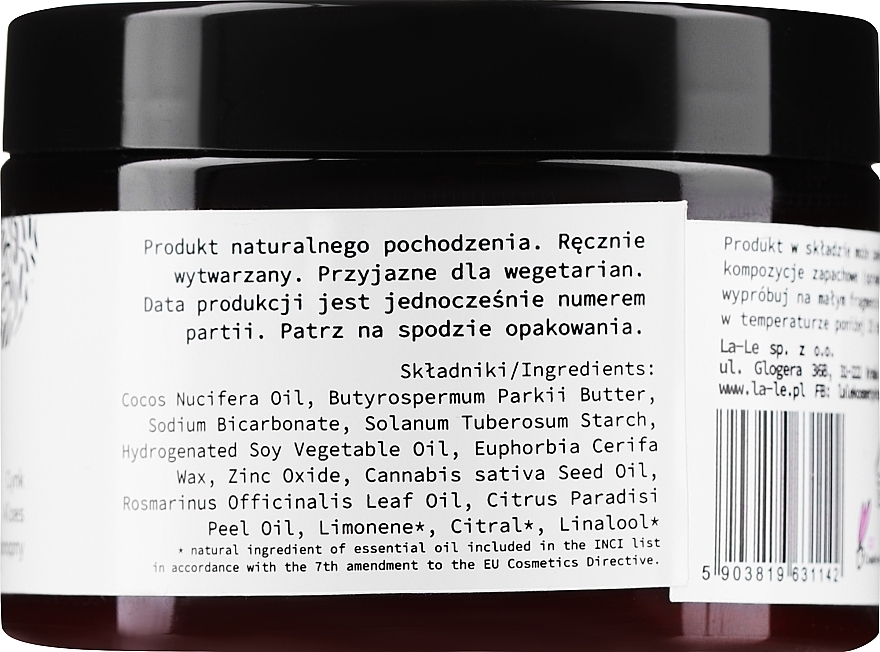 Produkt naturalnego pochodzenia. Ręcznie
wytwarzany. Przyjazne dla wegetarian.
Data produkcji jest jednocześnie numerem
partii. Patrz na spodzie opakowania.
Składniki/Ingredients:
Cocos Nucifera Oil, Butyrospermum Parkii Butter,
Sodium Bicarbonate, Solanum Tuberosum Starch,
Hydrogenated Soy Vegetable Oil, Euphorbia Cerifa
Wax, Zinc Oxide, Cannabis sativa Seed Oil,
Rosmarinus Officinalis Leaf Oil, Citrus Paradisi
Peel Oil, Limonene*, Citral*, Linalool*
* natural ingredient of essential oil included in the INCI list
in accordance with the 7th amendment to the EU Cosmetics Directive.
Produkt w składzie może
kompozycje zapachowe
wypróbuj na małym
w temperaturze poniżej
La-Le sp. z o.o.
ul. Glogera 36B, 31-222
www.la-le.pl FB:
5 903819 631142